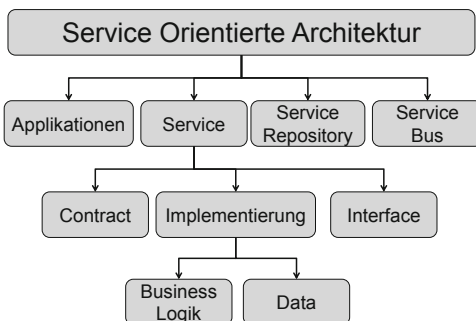 Service Orientierte Architektur
Applikationen
Service
Service
Repository
Service
Bus
Contract
Implementierung
Interface
Business
Logik
Data